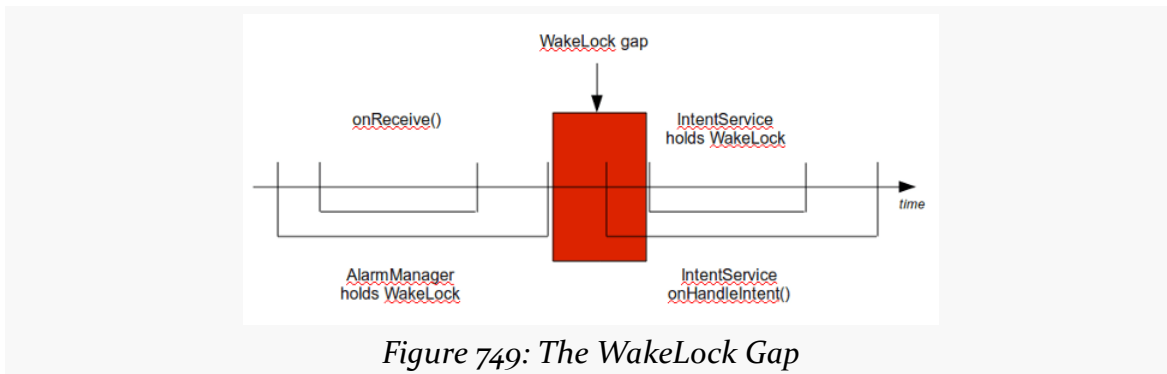 WakeLock gap
onReceive()
IntentService
holds WakeLock
time
AlarmManager
holds WakeLock
IntentService
onHandleIntent()
Figure 749: The WakeLock Gap